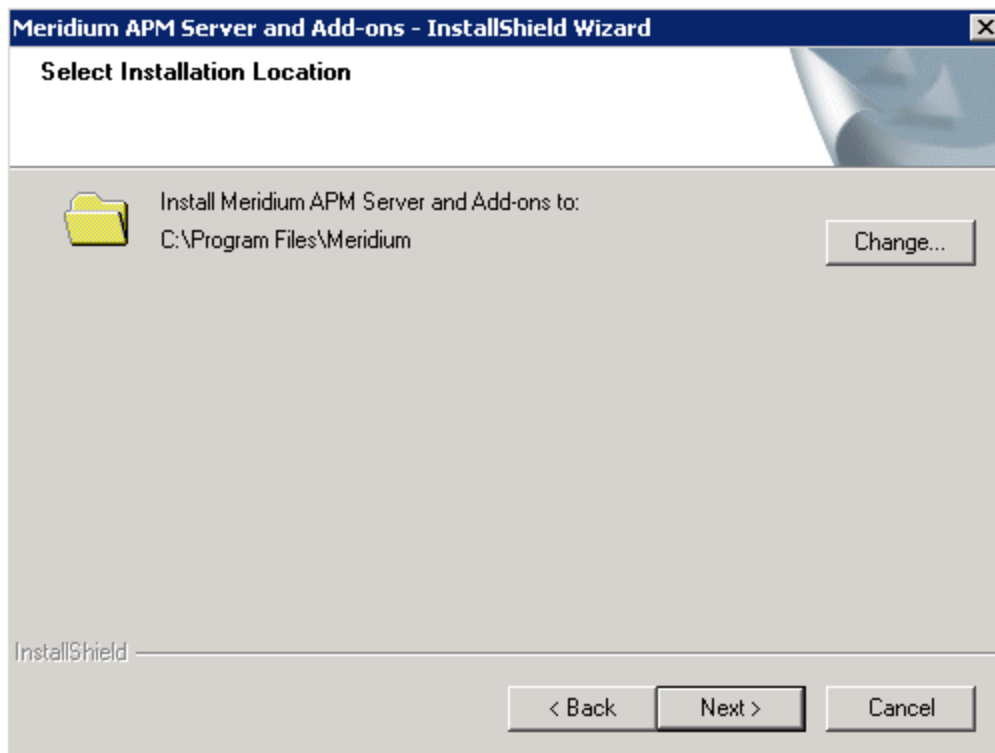 Meridium APM Server and Add-ons - InstallShield Wizard
Select Installation Location
Install Meridium APM Server and Add-ons to:
C:\Program Files\Meridium
Change...
InstallShield
< Back
Next >
Cancel